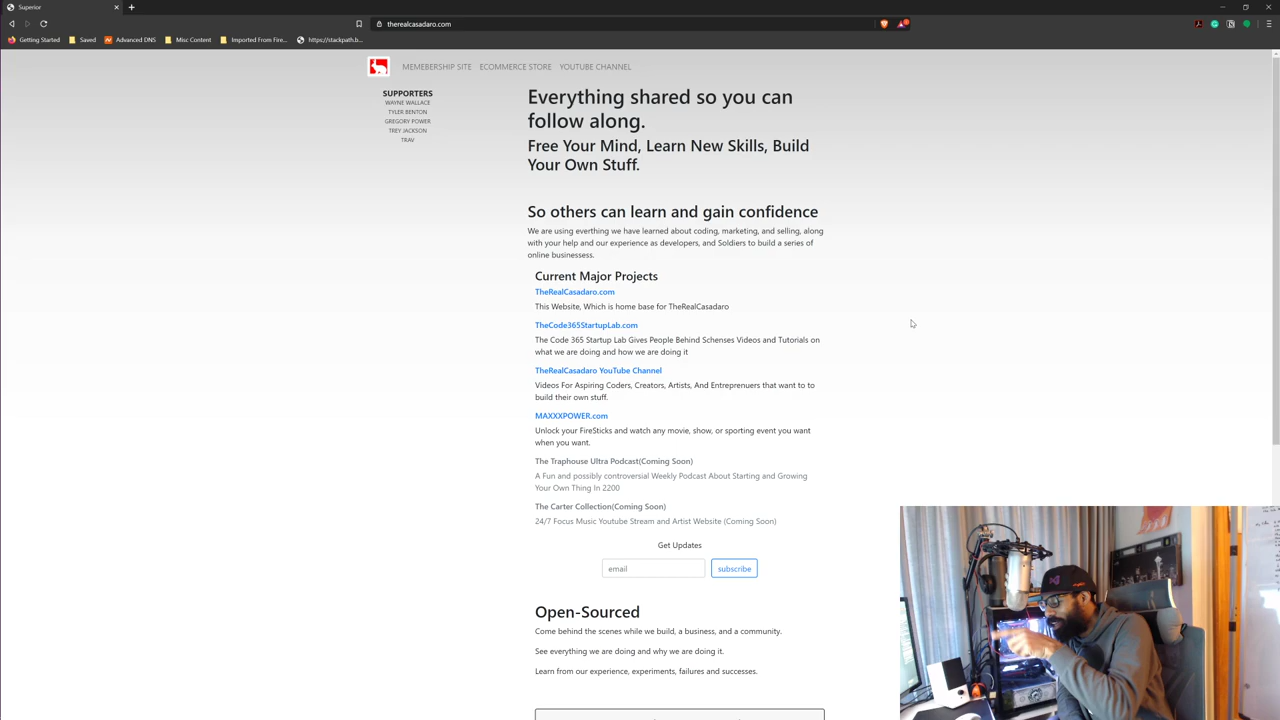 Superior
therealcasadaro.com
Getting Started
Saved
Advanced DNS
Misc Content
Imported From Fire...
https://stackpath.b...
MEMEBERSHIP SITE
ECOMMERCE STORE
YOUTUBE CHANNEL
SUPPORTERS
WAYNE WALLACE
TYLER BENTON
GREGORY POWER
TREY JACKSON
TRAV
Everything shared so you can
follow along.
Free Your Mind, Learn New Skills, Build
Your Own Stuff.
So others can learn and gain confidence
We are using everthing we have learned about coding, marketing, and selling, along
with your help and our experience as developers, and Soldiers to build a series of
online businessess.
Current Major Projects
TheRealCasadaro.com
This Website, Which is home base for TheRealCasadaro
TheCode365StartupLab.com
The Code 365 Startup Lab Gives People Behind Schenses Videos and Tutorials on
what we are doing and how we are doing it
TheRealCasadaro YouTube Channel
Videos For Aspiring Coders, Creators, Artists, And Entreprenuers that want to to
build their own stuff.
MAXXXPOWER.com
Unlock your FireSticks and watch any movie, show, or sporting event you want
when you want.
The Traphouse Ultra Podcast(Coming Soon)
A Fun and possibly controversial Weekly Podcast About Starting and Growing
Your Own Thing In 2200
The Carter Collection(Coming Soon)
24/7 Focus Music Youtube Stream and Artist Website (Coming Soon)
Get Updates
email
subscribe
Open-Sourced
Come behind the scenes while we build, a business, and a community.
See everything we are doing and why we are doing it.
Learn from our experience, experiments, failures and successes.